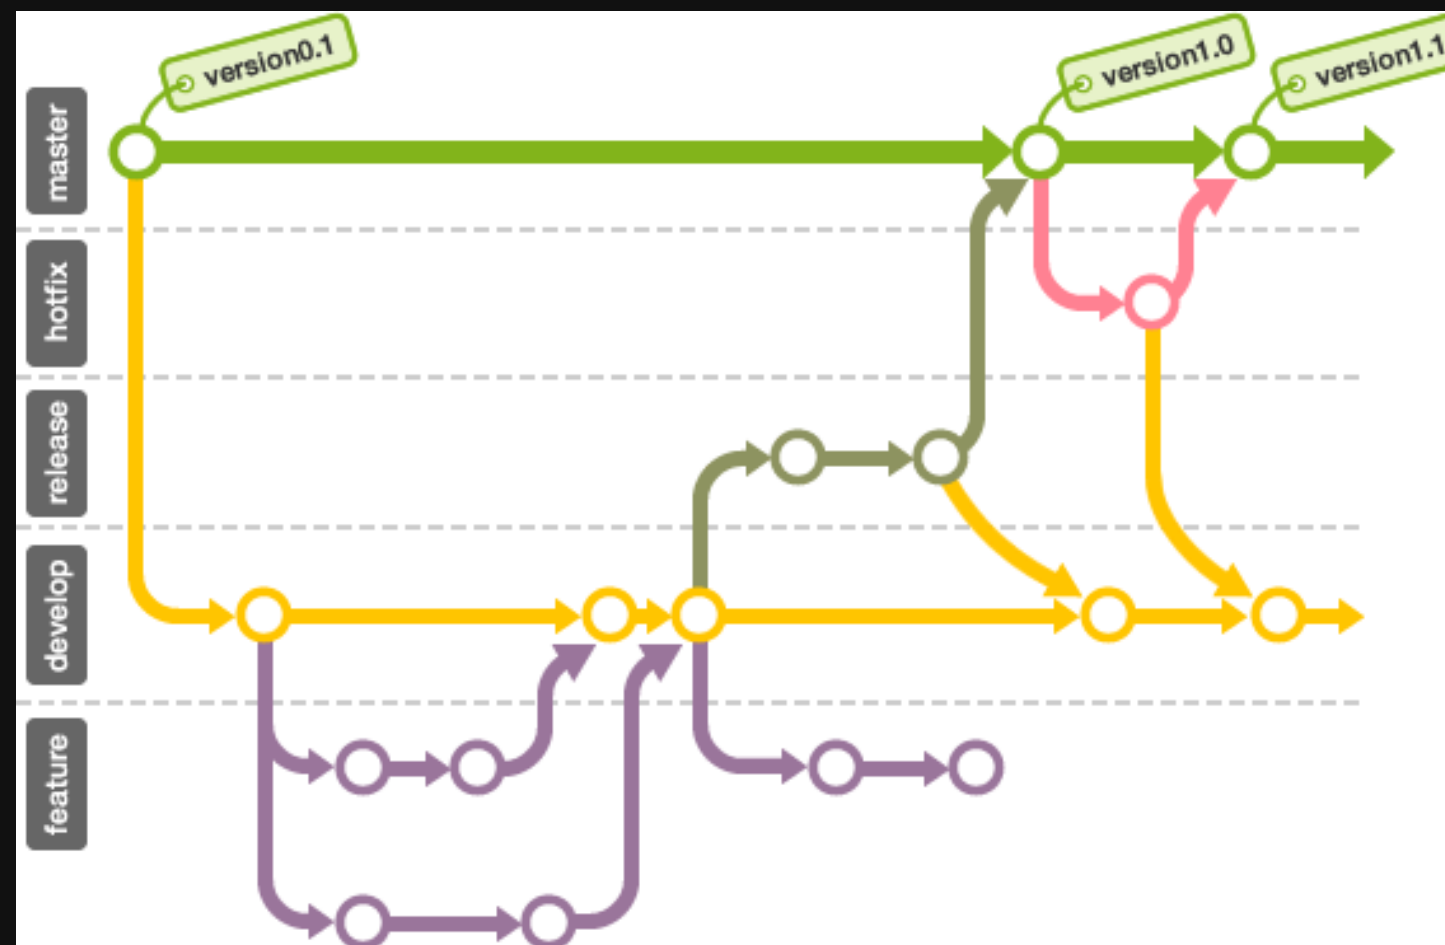 version0.1
version1.0
version1.1
master
hotfix
release
develop
feature